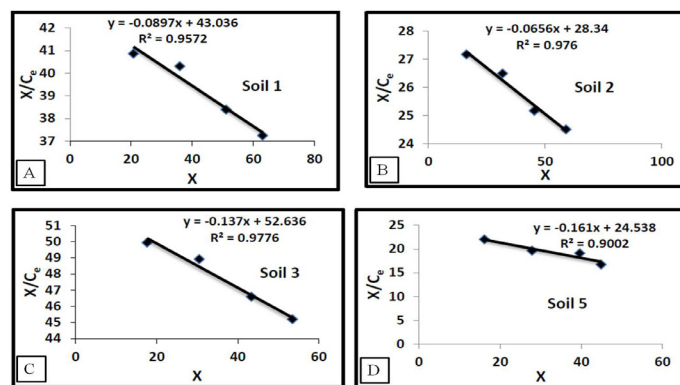 y = -0.0897x + 43.036
R² = 0.9572
Soil 1
X/Cₑ
42
41
40
39
38
37
0 20 40 60 80
X
A
y = -0.0656x + 28.34
R² = 0.976
Soil 2
X/Cₑ
28
27
26
25
24
0 50 100
X
B
y = -0.137x + 52.636
R² = 0.9776
Soil 3
X/Cₑ
51
50
49
48
47
46
45
44
0 20 40 60
X
C
y = -0.161x + 24.538
R² = 0.9002
Soil 5
X/Cₑ
25
20
15
10
5
0
0 20 40 60
X
D